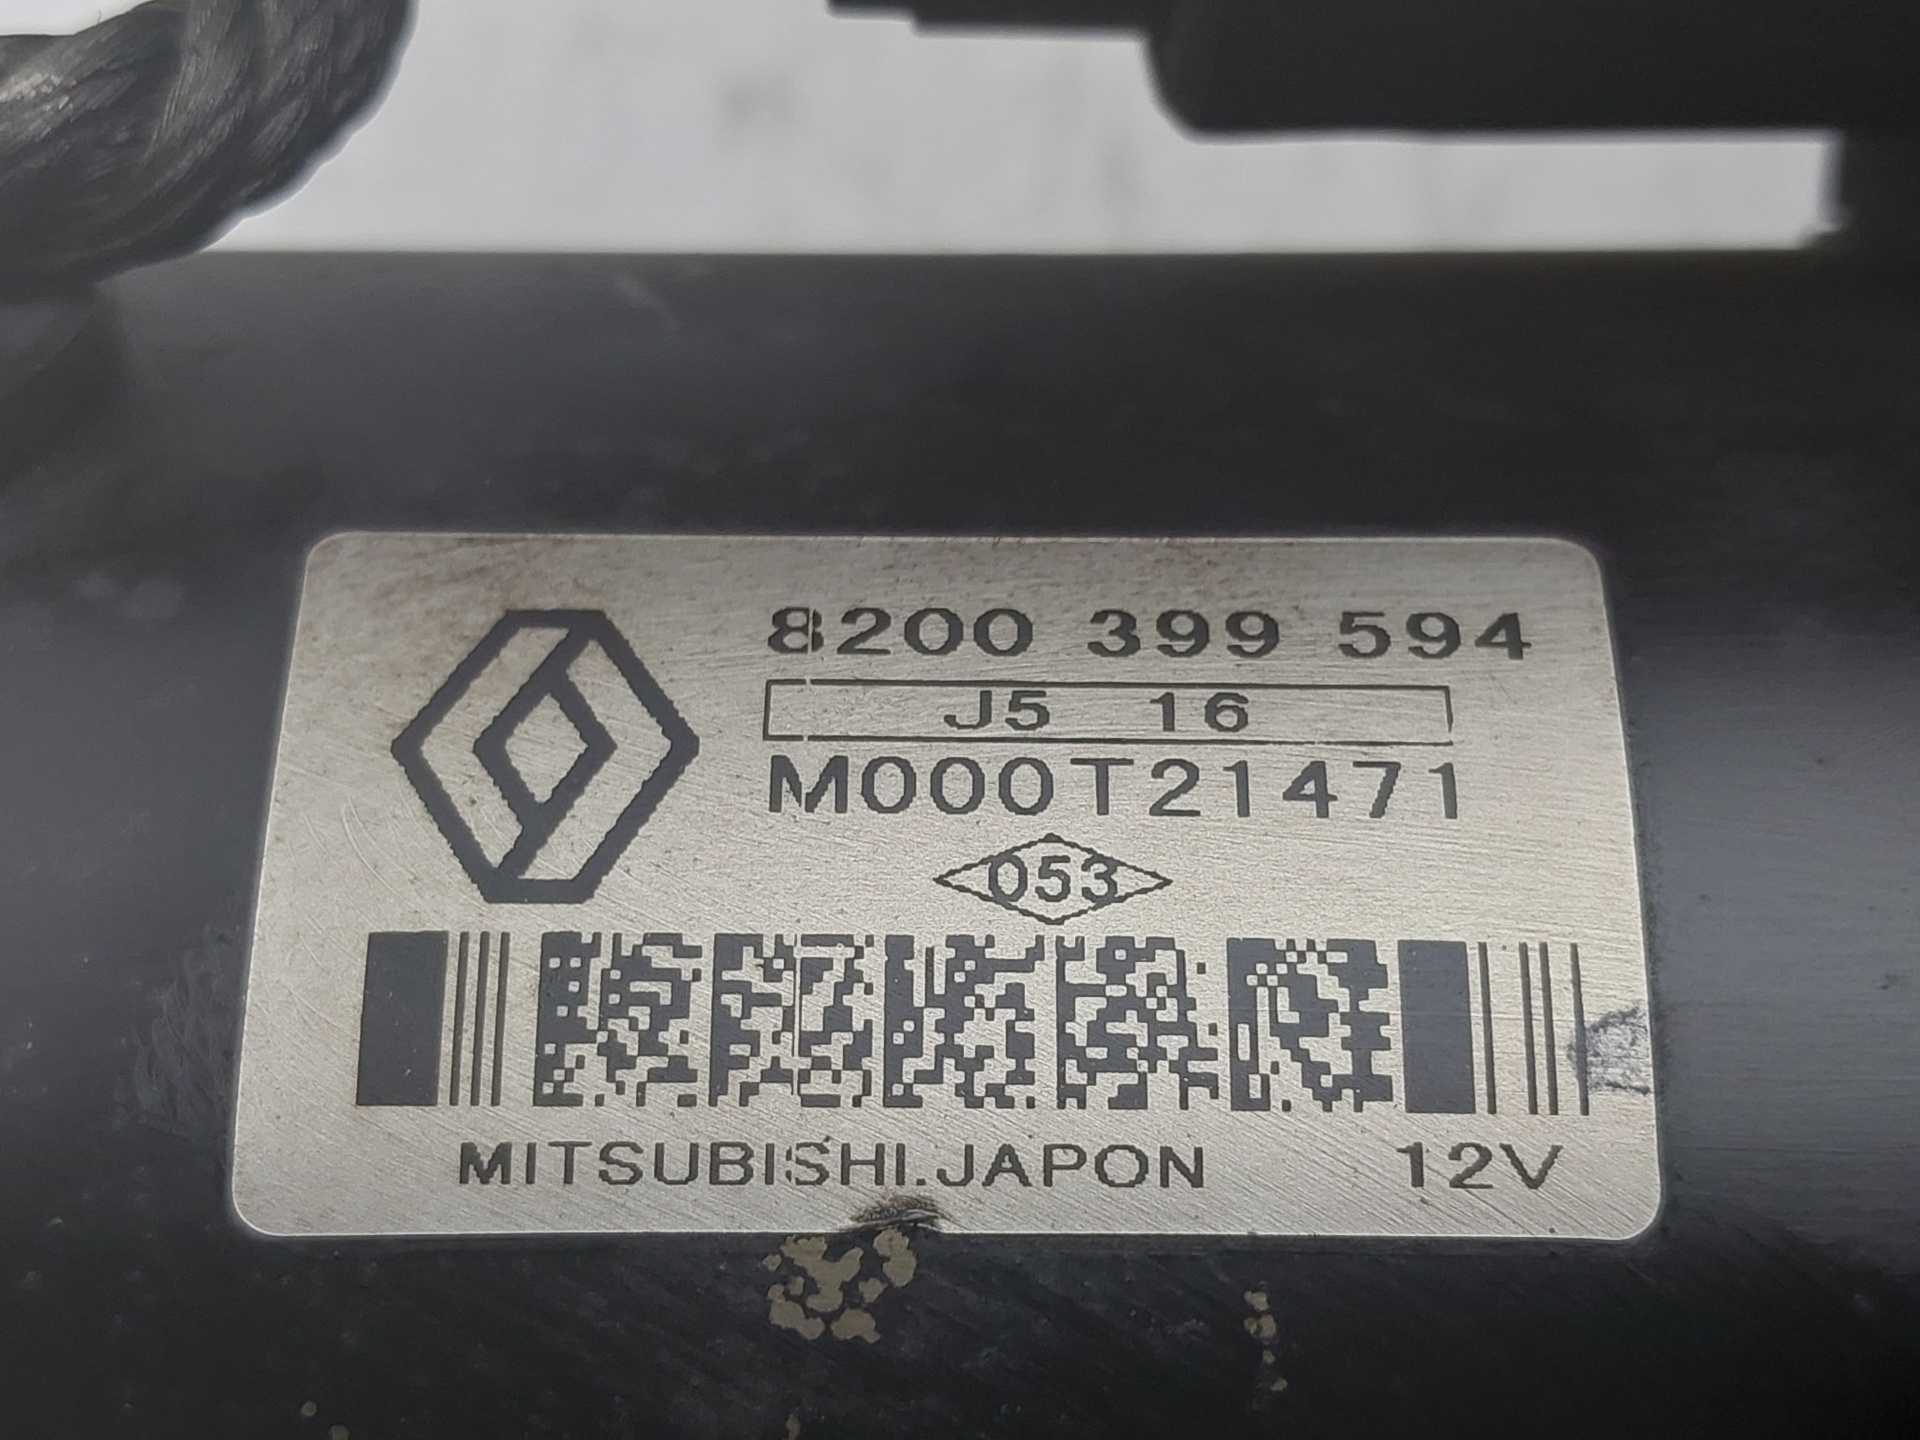 8200 399 594
J5 16
M000T21471
053
MITSUBISHI.JAPON 12V